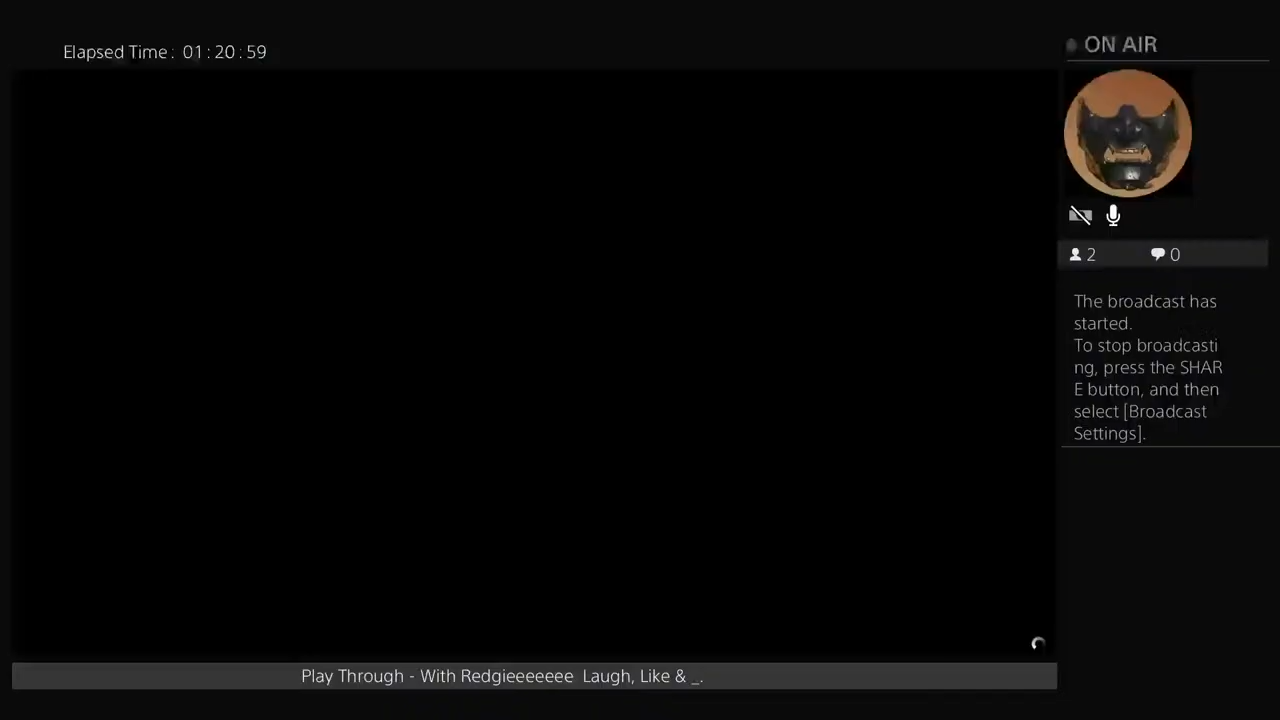 Elapsed Time: 01:20:59
ON AIR
2 0
The broadcast has
started.
To stop broadcasti
ng, press the SHAR
E button, and then
select [Broadcast
Settings].
Play Through - With Redgieeeeeee Laugh, Like & _.